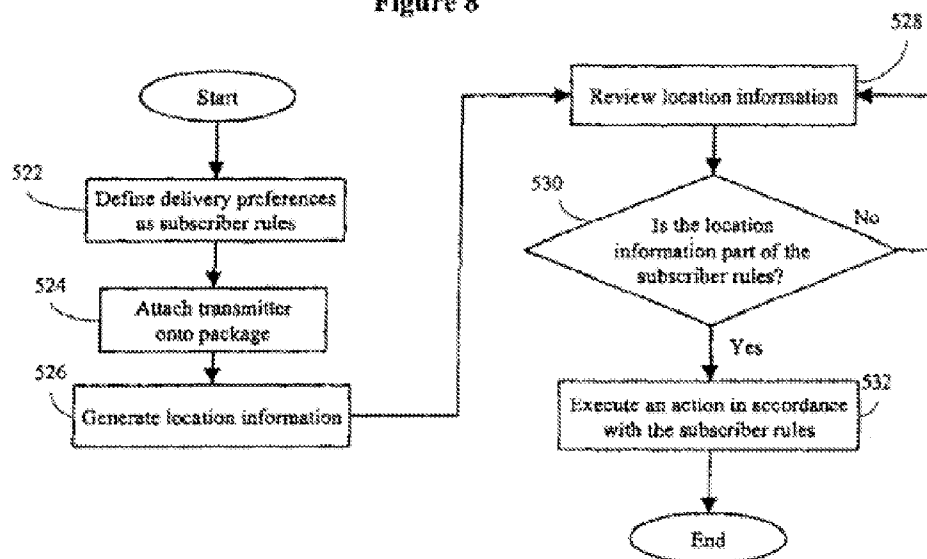 Figure 8
Start
522
Define delivery preferences
as subscriber rules
524
Attach transmitter
onto package
526
Generate location information
528
Review location information
530
Is the location
information part of the
subscriber rules?
No
Yes
532
Execute an action in accordance
with the subscriber rules
End